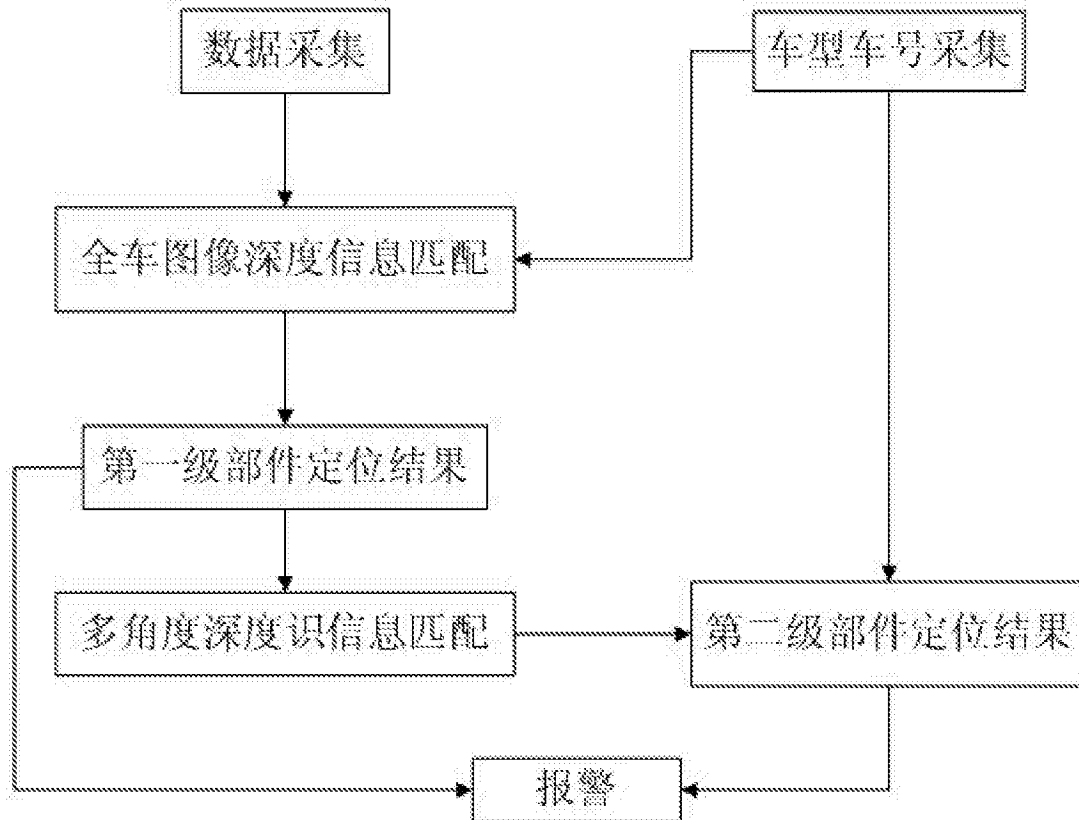 数据采集
车型车号采集
全车图像深度信息匹配
第一级部件定位结果
多角度深度识信息匹配
第二级部件定位结果
报警